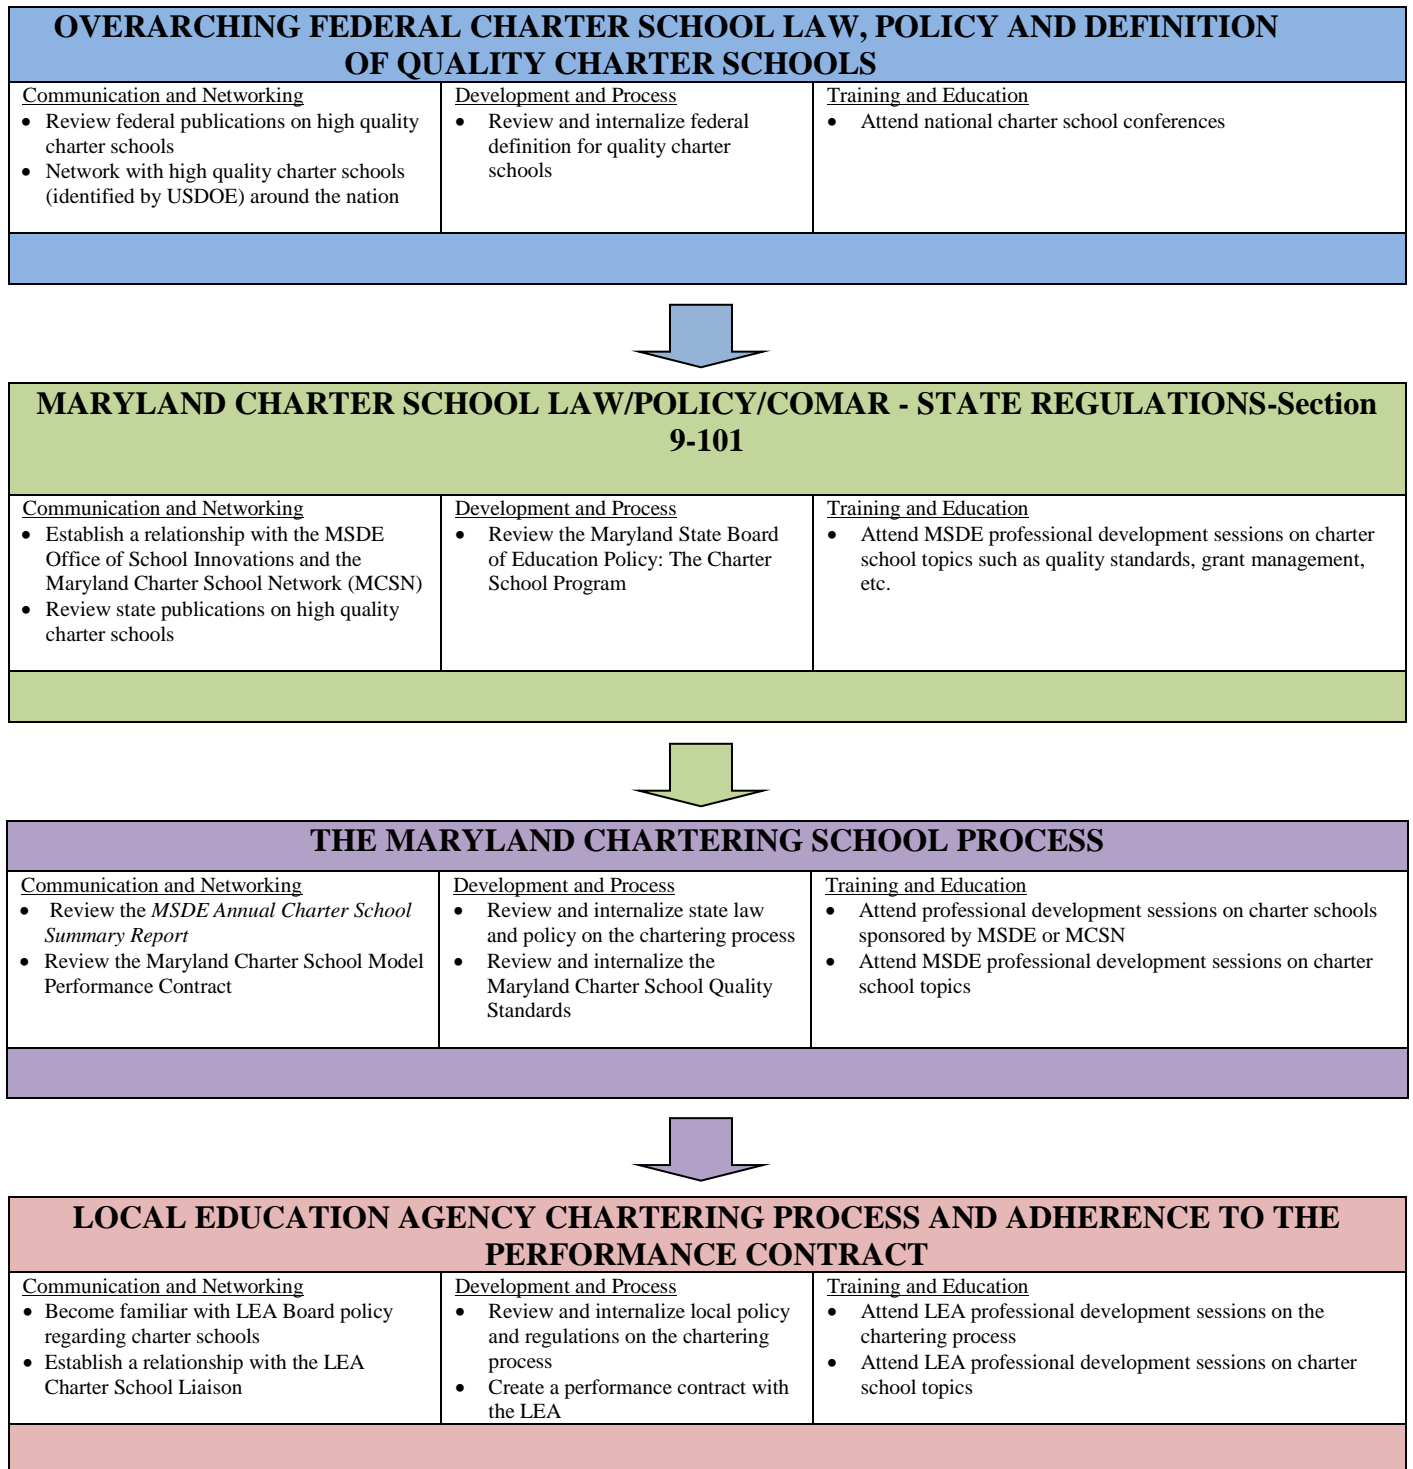 OVERARCHING FEDERAL CHARTER SCHOOL LAW, POLICY AND DEFINITION
OF QUALITY CHARTER SCHOOLS
Communication and Networking
• Review federal publications on high quality
charter schools
• Network with high quality charter schools
(identified by USDOE) around the nation
Development and Process
• Review and internalize federal
definition for quality charter
schools
Training and Education
• Attend national charter school conferences
MARYLAND CHARTER SCHOOL LAW/POLICY/COMAR - STATE REGULATIONS-Section
9-101
Communication and Networking
• Establish a relationship with the MSDE
Office of School Innovations and the
Maryland Charter School Network (MCSN)
• Review state publications on high quality
charter schools
Development and Process
• Review the Maryland State Board
of Education Policy: The Charter
School Program
Training and Education
• Attend MSDE professional development sessions on charter
school topics such as quality standards, grant management,
etc.
THE MARYLAND CHARTERING SCHOOL PROCESS
Communication and Networking
• Review the MSDE Annual Charter School
Summary Report
• Review the Maryland Charter School Model
Performance Contract
Development and Process
• Review and internalize state law
and policy on the chartering process
• Review and internalize the
Maryland Charter School Quality
Standards
Training and Education
• Attend professional development sessions on charter schools
sponsored by MSDE or MCSN
• Attend MSDE professional development sessions on charter
school topics
LOCAL EDUCATION AGENCY CHARTERING PROCESS AND ADHERENCE TO THE
PERFORMANCE CONTRACT
Communication and Networking
• Become familiar with LEA Board policy
regarding charter schools
• Establish a relationship with the LEA
Charter School Liaison
Development and Process
• Review and internalize local policy
and regulations on the chartering
process
• Create a performance contract with
the LEA
Training and Education
• Attend LEA professional development sessions on the
chartering process
• Attend LEA professional development sessions on charter
school topics